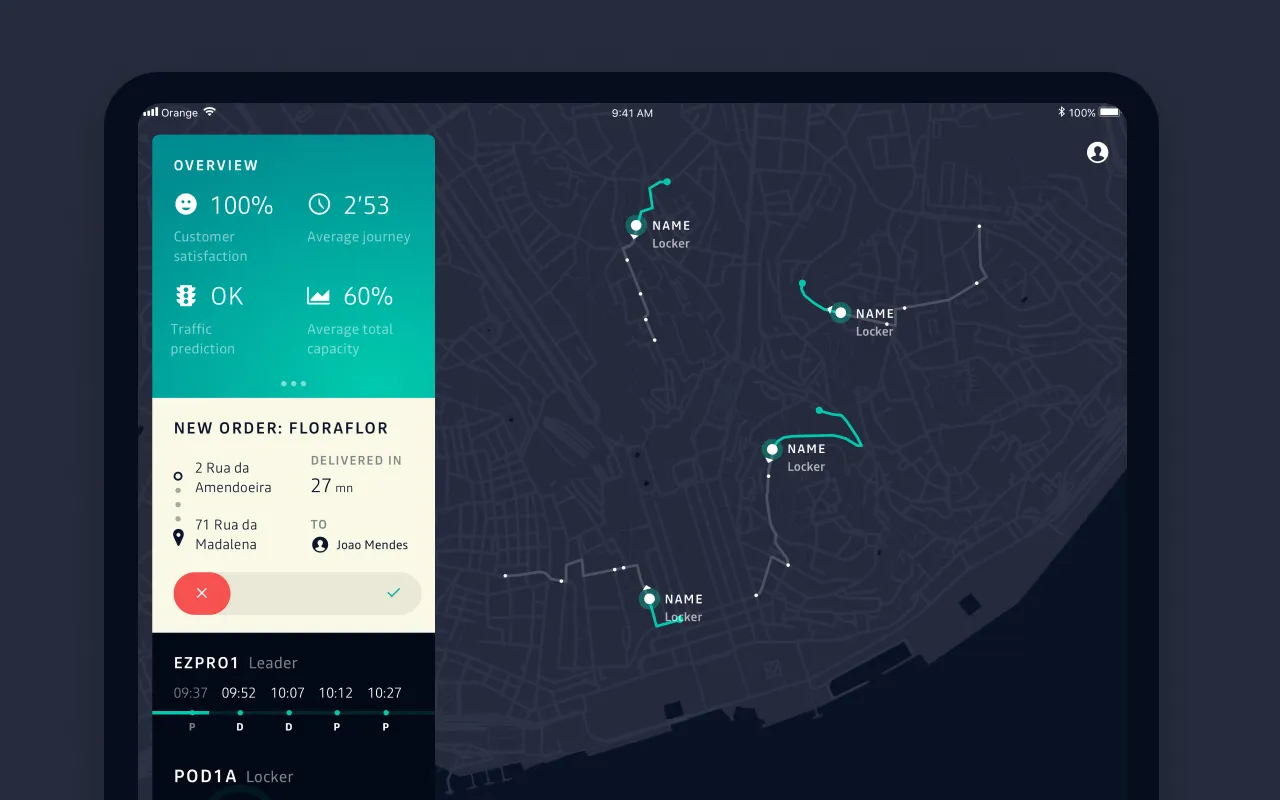 Orange
9:41 AM
100%
OVERVIEW
100%
2’53
Customer
satisfaction
Average journey
OK
60%
Traffic
prediction
Average total
capacity
NEW ORDER: FLORAFLOR
2 Rua da
Amendoeira
DELIVERED IN
27 mn
71 Rua da
Madalena
TO
Joao Mendes
EZPRO1 Leader
09:37 09:52 10:07 10:12 10:27
P D D P P
POD1A Locker
NAME
Locker
NAME
Locker
NAME
Locker
NAME
Locker